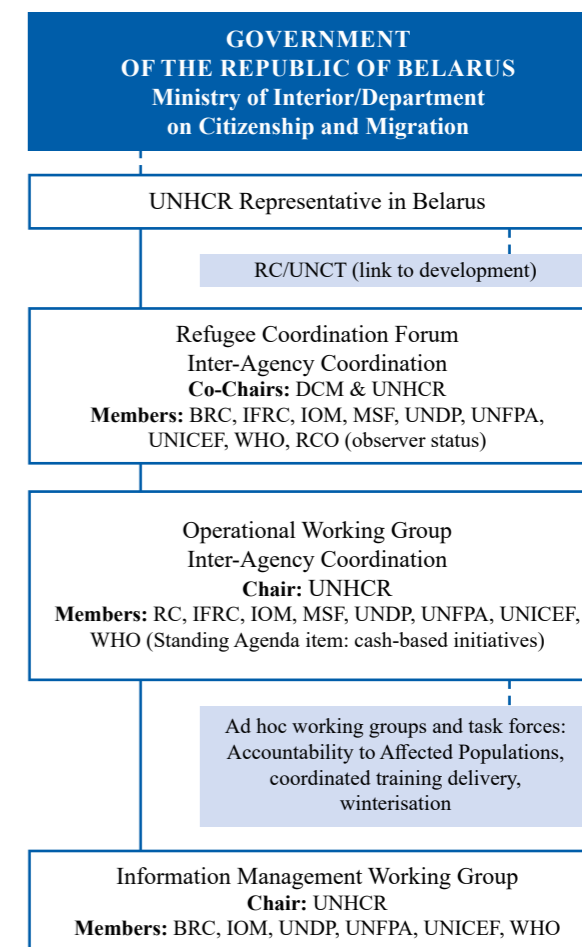 GOVERNMENT
OF THE REPUBLIC OF BELARUS
Ministry of Interior/Department
on Citizenship and Migration
UNHCR Representative in Belarus
RC/UNCT (link to development)
Refugee Coordination Forum
Inter-Agency Coordination
Co-Chairs: DCM & UNHCR
Members: BRC, IFRC, IOM, MSF, UNDP, UNFPA,
UNICEF, WHO, RCO (observer status)
Operational Working Group
Inter-Agency Coordination
Chair: UNHCR
Members: RC, IFRC, IOM, MSF, UNDP, UNFPA, UNICEF,
WHO (Standing Agenda item: cash-based initiatives)
Ad hoc working groups and task forces:
Accountability to Affected Populations,
coordinated training delivery,
winterisation
Information Management Working Group
Chair: UNHCR
Members: BRC, IOM, UNDP, UNFPA, UNICEF, WHO